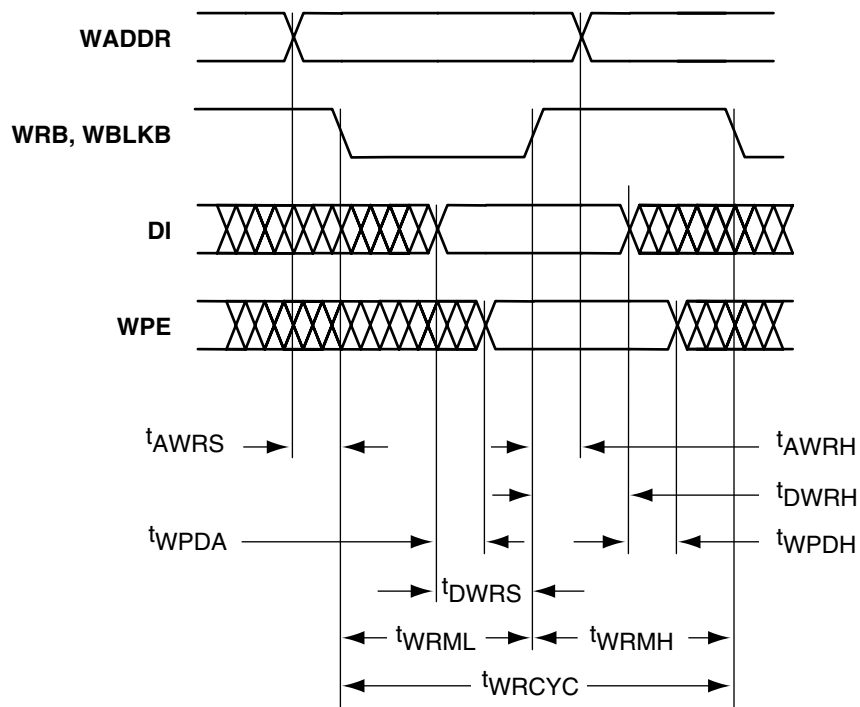 WADDR
WRB, WBLKB
DI
WPE
tAWRS
tAWRH
tDWRH
tWPDA
tWPDH
tDWRS
tWRML
tWRMH
tWRCYC